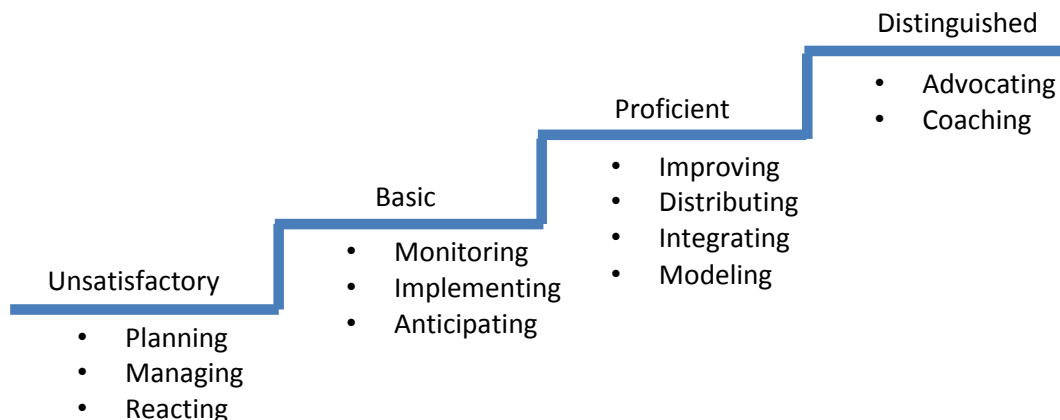 Distinguished
• Advocating
• Coaching
Proficient
• Improving
• Distributing
• Integrating
• Modeling
Basic
• Monitoring
• Implementing
• Anticipating
Unsatisfactory
• Planning
• Managing
• Reacting